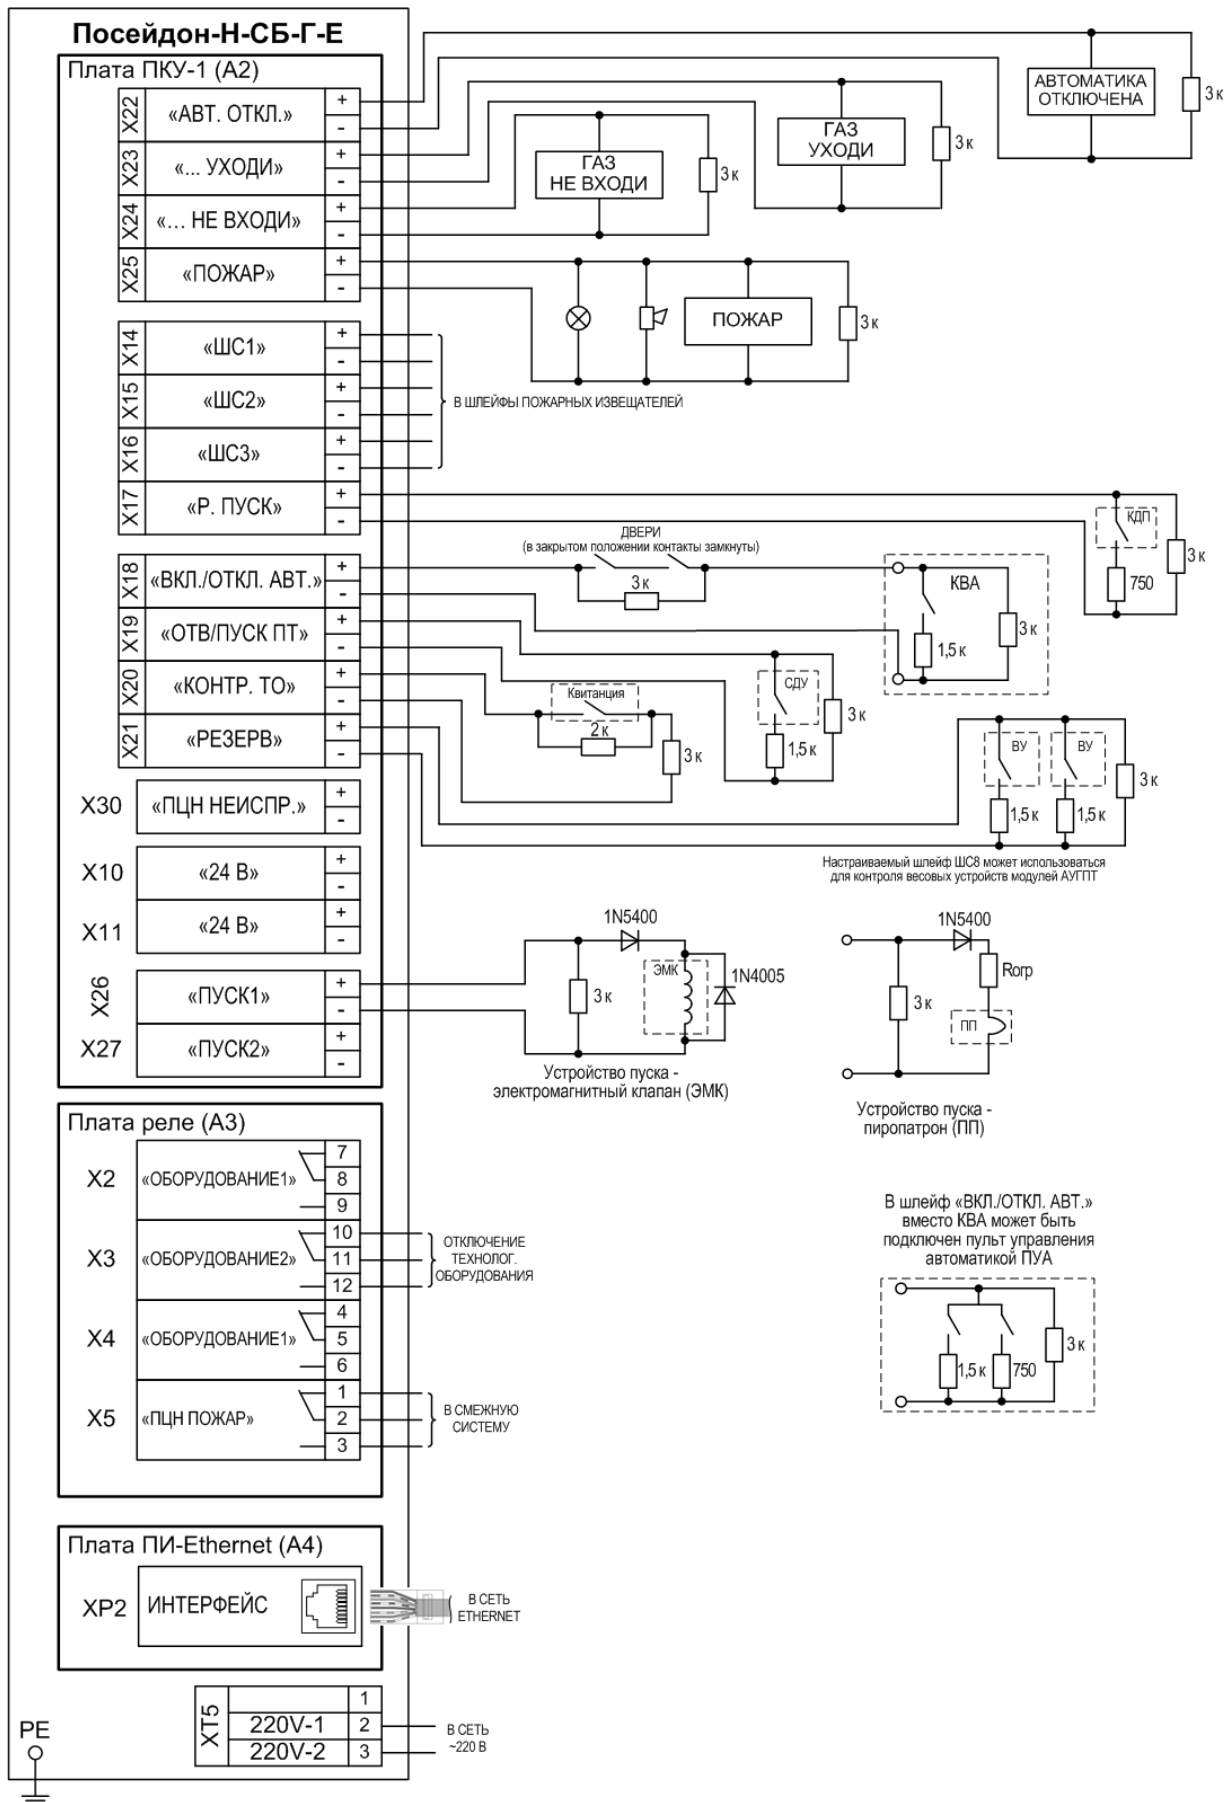 Посейдон-Н-СБ-Г-Е
Плата ПКУ-1 (А2)
X22 «АВТ. ОТКЛ.» + -
X23 «... УХОДИ» + -
X24 «... НЕ ВХОДИ» + -
X25 «ПОЖАР» + -
АВТОМАТИКА
ОТКЛЮЧЕНА
3 к
ГАЗ
УХОДИ
3 к
ГАЗ
НЕ ВХОДИ
3 к
ПОЖАР
3 к
X14 «ШС1» + -
X15 «ШС2» + -
X16 «ШС3» + -
В ШЛЕЙФЫ ПОЖАРНЫХ ИЗВЕЩАТЕЛЕЙ
X17 «Р. ПУСК» + -
КДП
750
3 к
X18 «ВКЛ./ОТКЛ. АВТ.» + -
X19 «ОТВ/ПУСК ПТ» + -
X20 «КОНТР. ТО» + -
X21 «РЕЗЕРВ» + -
ДВЕРИ
(в закрытом положении контакты замкнуты)
3 к
КВА
1,5 к
3 к
СДУ
1,5 к
3 к
Квитанция
2 к
3 к
ВУ
ВУ
1,5 к
1,5 к
3 к
Настраиваемый шлейф ШС8 может использоваться
для контроля весовых устройств модулей АУГПТ
X30 «ПЦН НЕИСПР.» + -
X10 «24 В» + -
X11 «24 В» + -
X26 «ПУСК1» + -
X27 «ПУСК2» + -
1N5400
3 к
ЭМК
1N4005
Устройство пуска -
электромагнитный клапан (ЭМК)
1N5400
Rогр
3 к
ПП
Устройство пуска -
пиропатрон (ПП)
Плата реле (А3)
X2 «ОБОРУДОВАНИЕ1» 7 8 9
X3 «ОБОРУДОВАНИЕ2» 10 11 12
ОТКЛЮЧЕНИЕ
ТЕХНОЛОГ.
ОБОРУДОВАНИЯ
X4 «ОБОРУДОВАНИЕ1» 4 5 6
X5 «ПЦН ПОЖАР» 1 2 3
В СМЕЖНУЮ
СИСТЕМУ
В шлейф «ВКЛ./ОТКЛ. АВТ.»
вместо КВА может быть
подключен пульт управления
автоматикой ПУА
1,5 к
750
3 к
Плата ПИ-Ethernet (А4)
XP2 ИНТЕРФЕЙС
В СЕТЬ
ETHERNET
XT5
1
220V-1 2
220V-2 3
В СЕТЬ
~220 В
PE